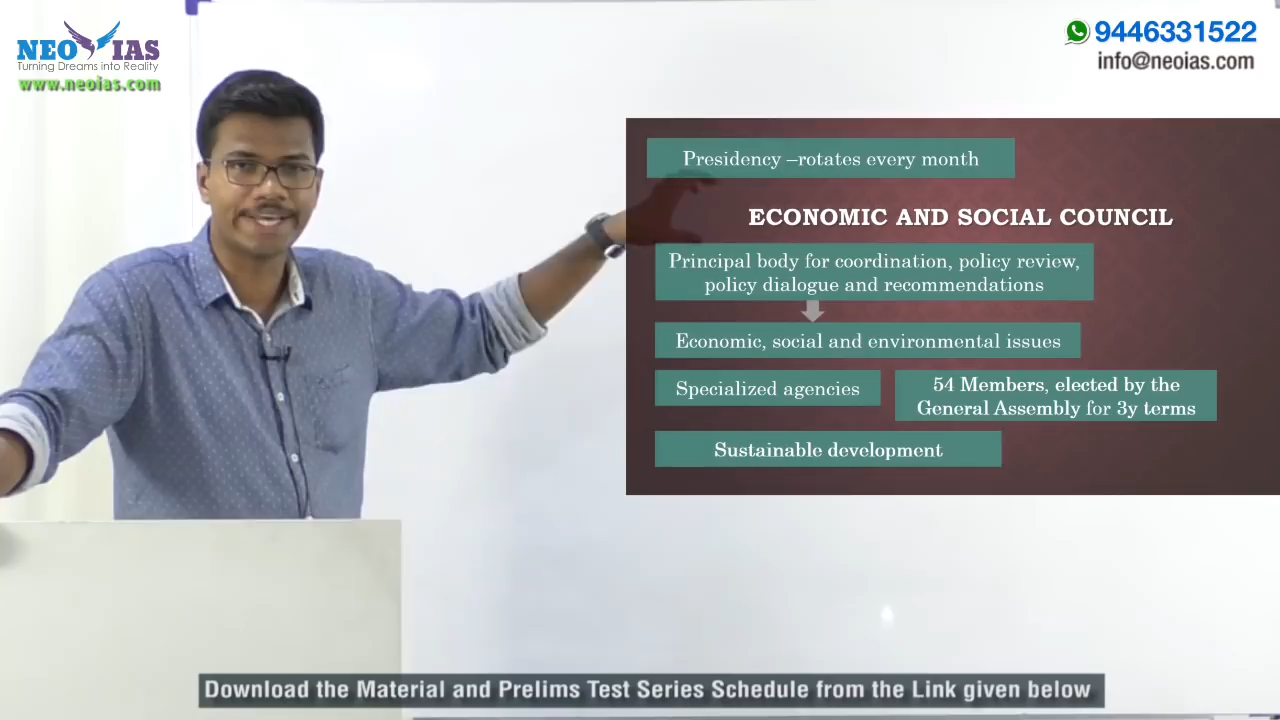 NEO IAS
Turning Dreams into Reality
www.neoias.com
9446331522
info@neoias.com
Presidency –rotates every month
ECONOMIC AND SOCIAL COUNCIL
Principal body for coordination, policy review,
policy dialogue and recommendations
Economic, social and environmental issues
Specialized agencies
54 Members, elected by the
General Assembly for 3y terms
Sustainable development
Download the Material and Prelims Test Series Schedule from the Link given below